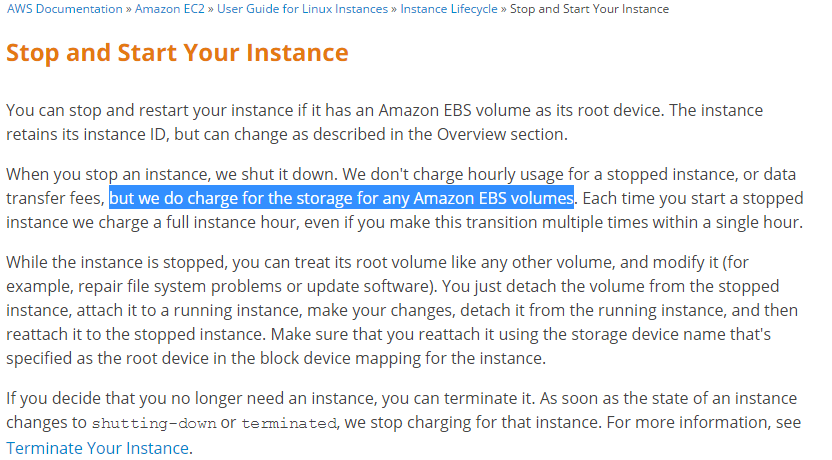 AWS Documentation » Amazon EC2 » User Guide for Linux Instances » Instance Lifecycle » Stop and Start Your Instance
Stop and Start Your Instance
You can stop and restart your instance if it has an Amazon EBS volume as its root device. The instance
retains its instance ID, but can change as described in the Overview section.
When you stop an instance, we shut it down. We don't charge hourly usage for a stopped instance, or data
transfer fees, but we do charge for the storage for any Amazon EBS volumes. Each time you start a stopped
instance we charge a full instance hour, even if you make this transition multiple times within a single hour.
While the instance is stopped, you can treat its root volume like any other volume, and modify it (for
example, repair file system problems or update software). You just detach the volume from the stopped
instance, attach it to a running instance, make your changes, detach it from the running instance, and then
reattach it to the stopped instance. Make sure that you reattach it using the storage device name that's
specified as the root device in the block device mapping for the instance.
If you decide that you no longer need an instance, you can terminate it. As soon as the state of an instance
changes to shutting-down or terminated, we stop charging for that instance. For more information, see
Terminate Your Instance.